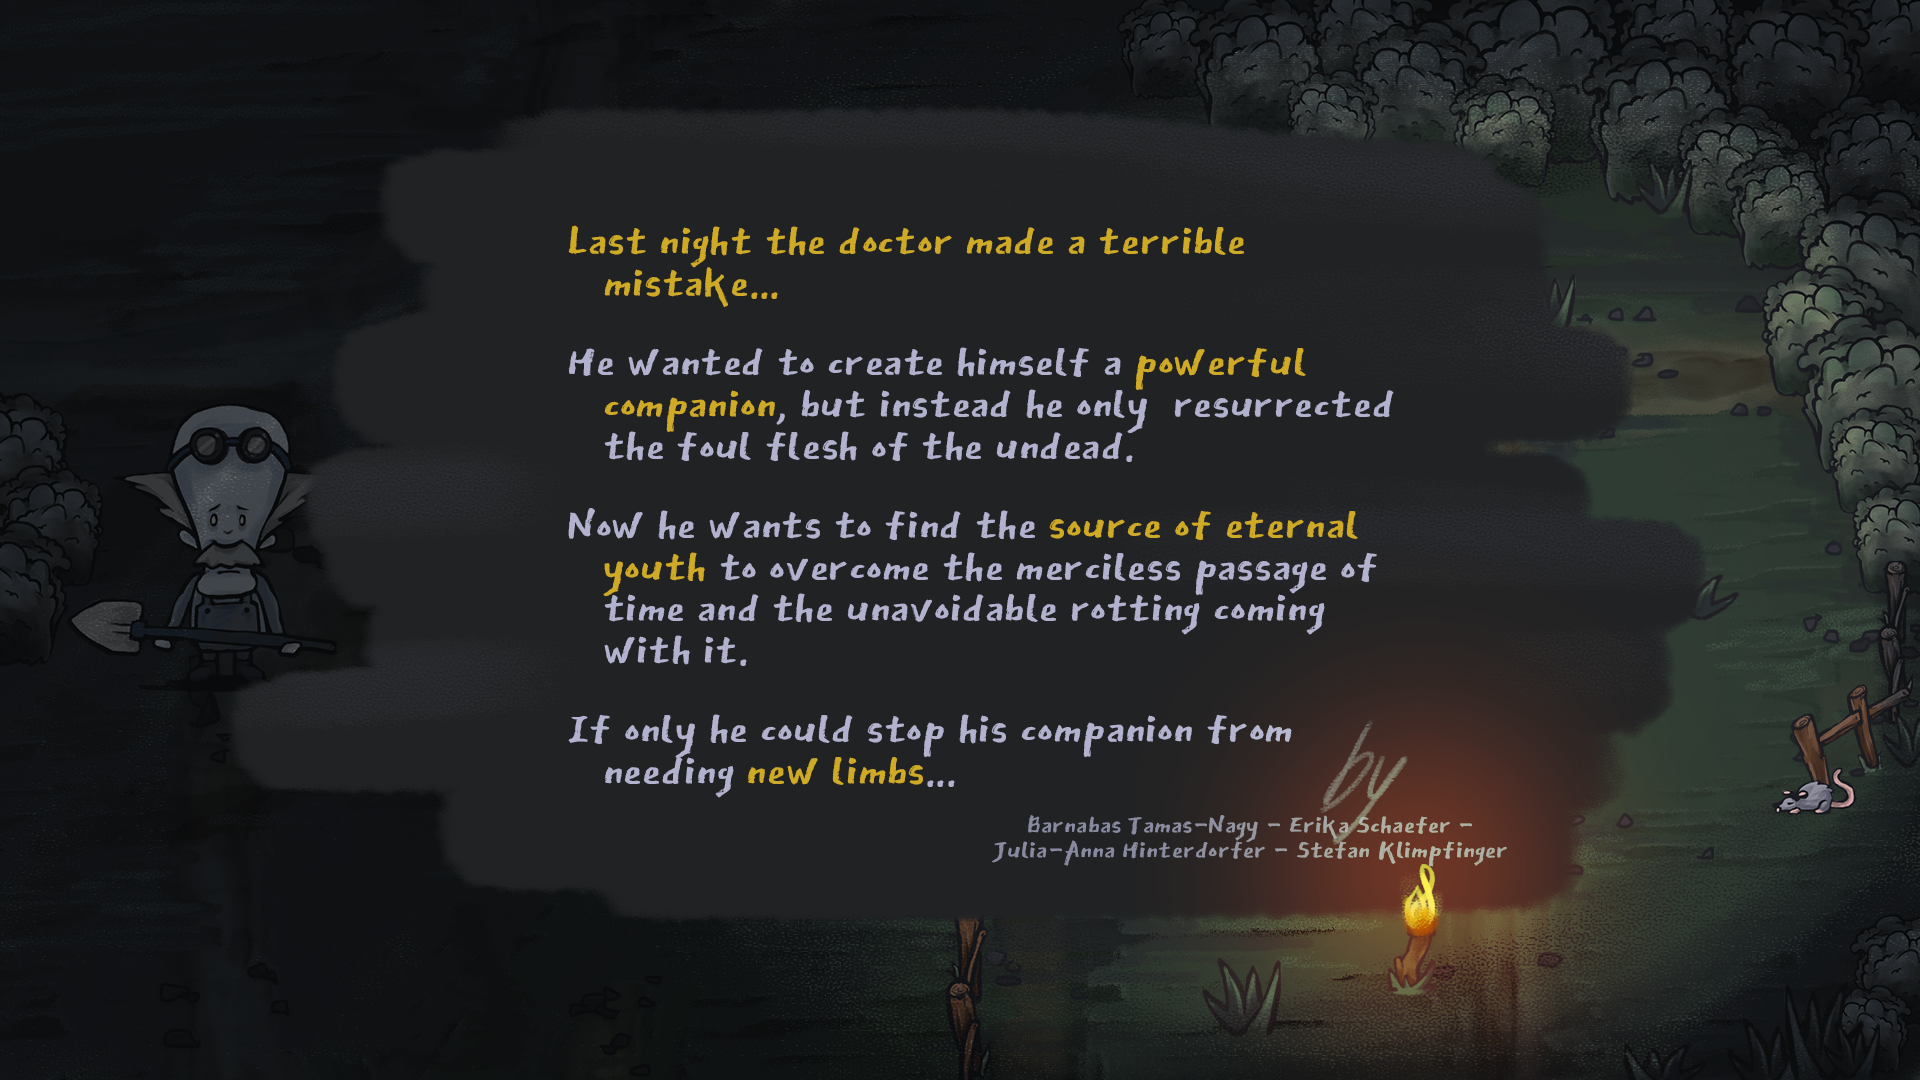 Last night the doctor made a terrible
mistake...
He wanted to create himself a powerful
companion, but instead he only resurrected
the foul flesh of the undead.
Now he wants to find the source of eternal
youth to overcome the merciless passage of
time and the unavoidable rotting coming
with it.
If only he could stop his companion from
needing new limbs...
by
Barnabas Tamas-Nagy - Erika Schaefer -
Julia-Anna Hinterdorfer - Stefan Klimpfinger